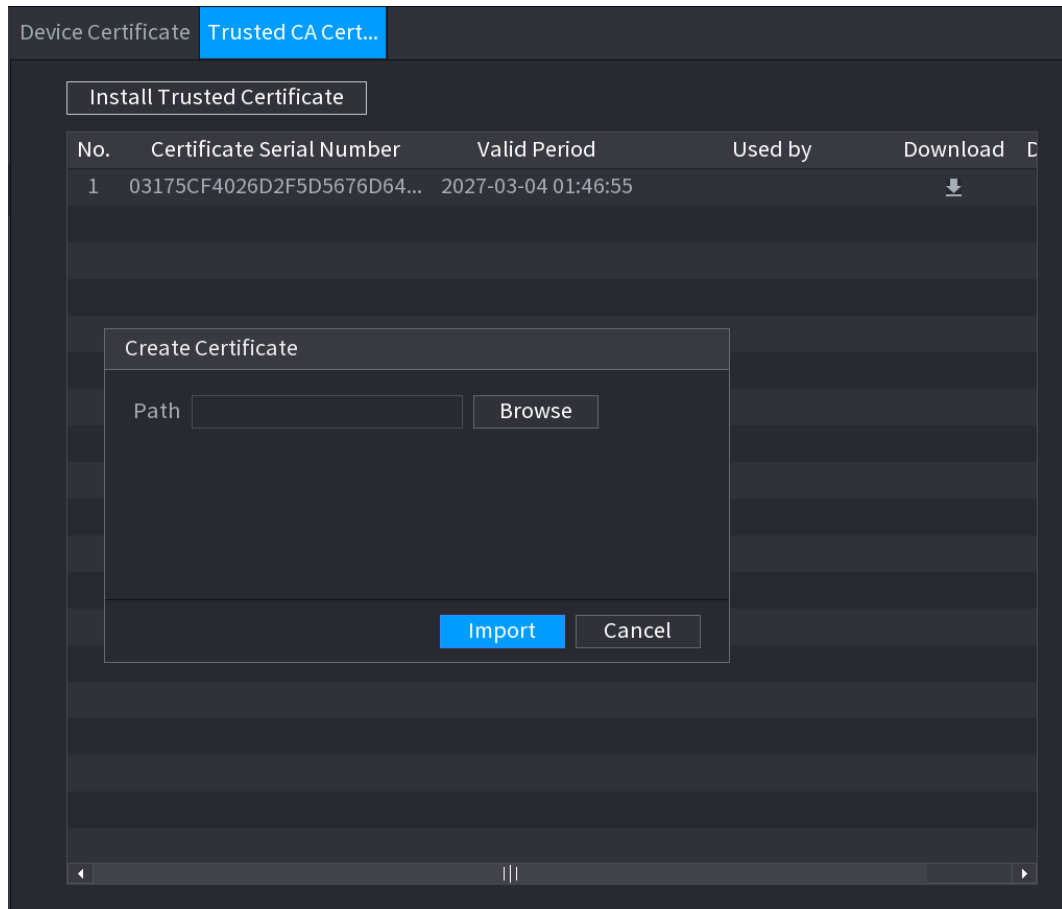 Device Certificate Trusted CA Cert...
Install Trusted Certificate
No. Certificate Serial Number Valid Period Used by Download D
1 03175CF4026D2F5D5676D64... 2027-03-04 01:46:55
Create Certificate
Path Browse
Import Cancel